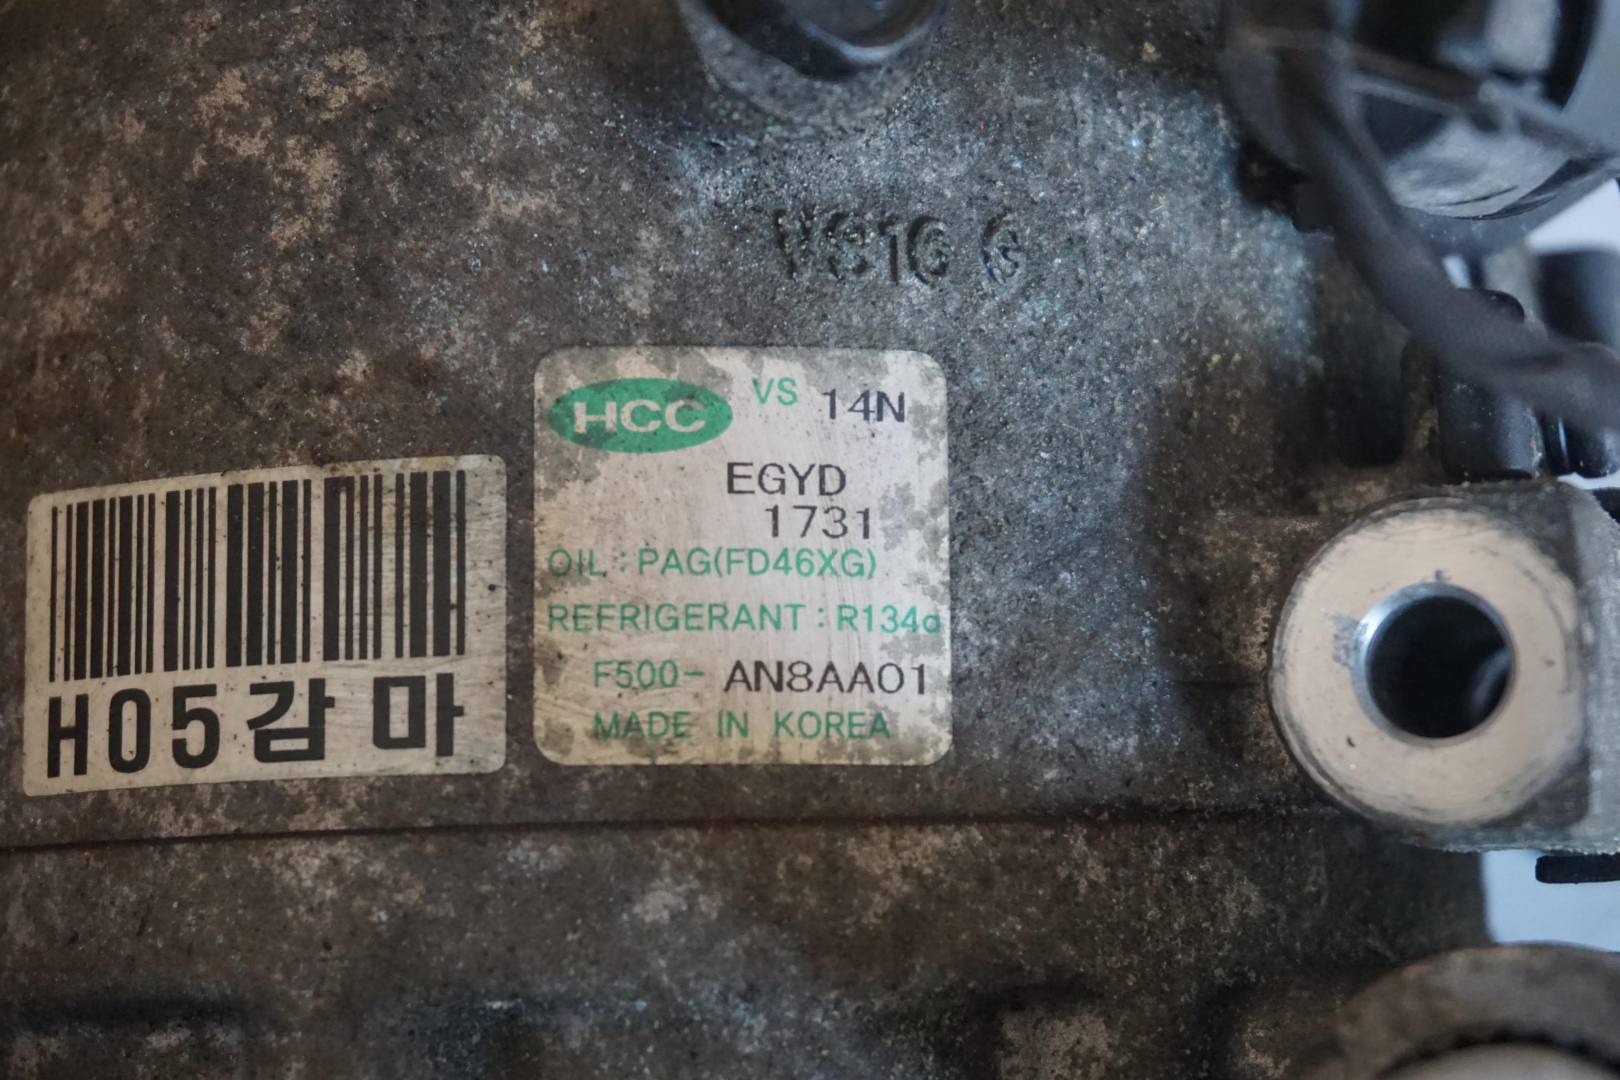 VS16 G
HCC VS 14N
EGYD
1731
OIL : PAG(FD46XG)
REFRIGERANT : R134a
F500- AN8AA01
MADE IN KOREA
H05감마